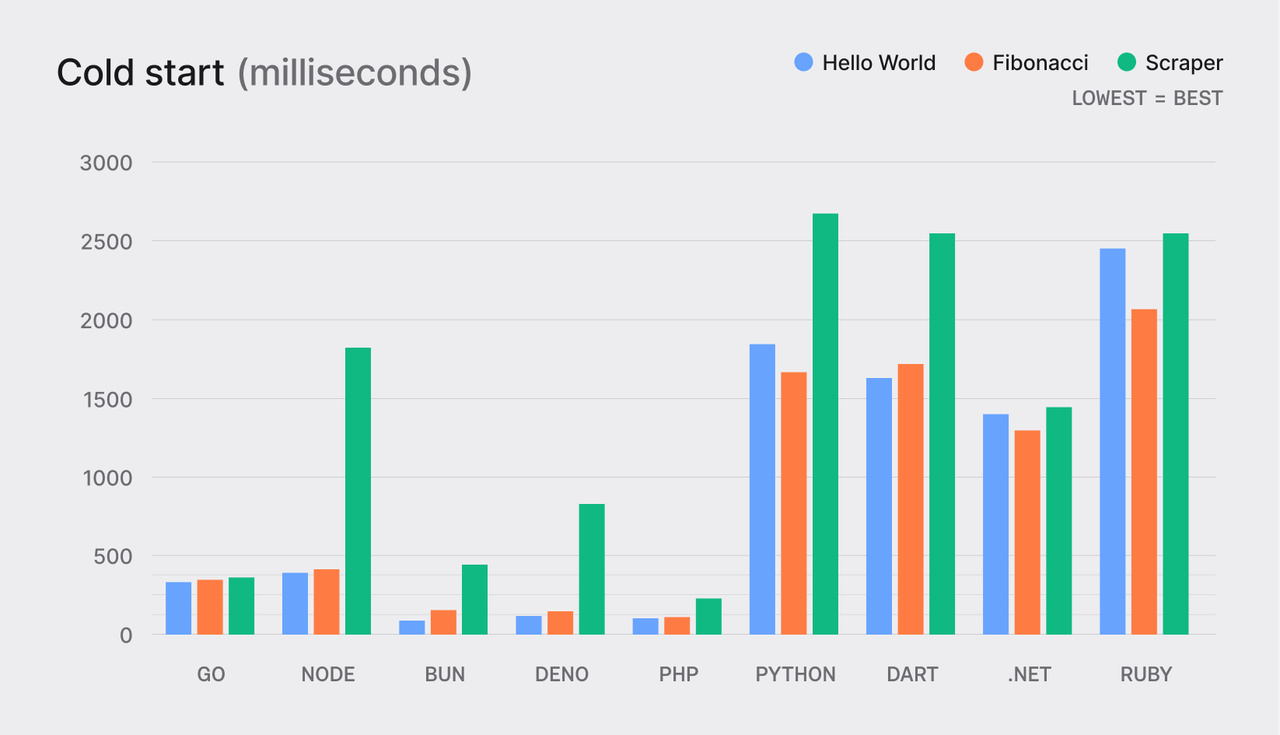 Cold start (milliseconds)
Hello World
Fibonacci
Scraper
LOWEST = BEST
3000
2500
2000
1500
1000
500
0
GO
NODE
BUN
DENO
PHP
PYTHON
DART
.NET
RUBY